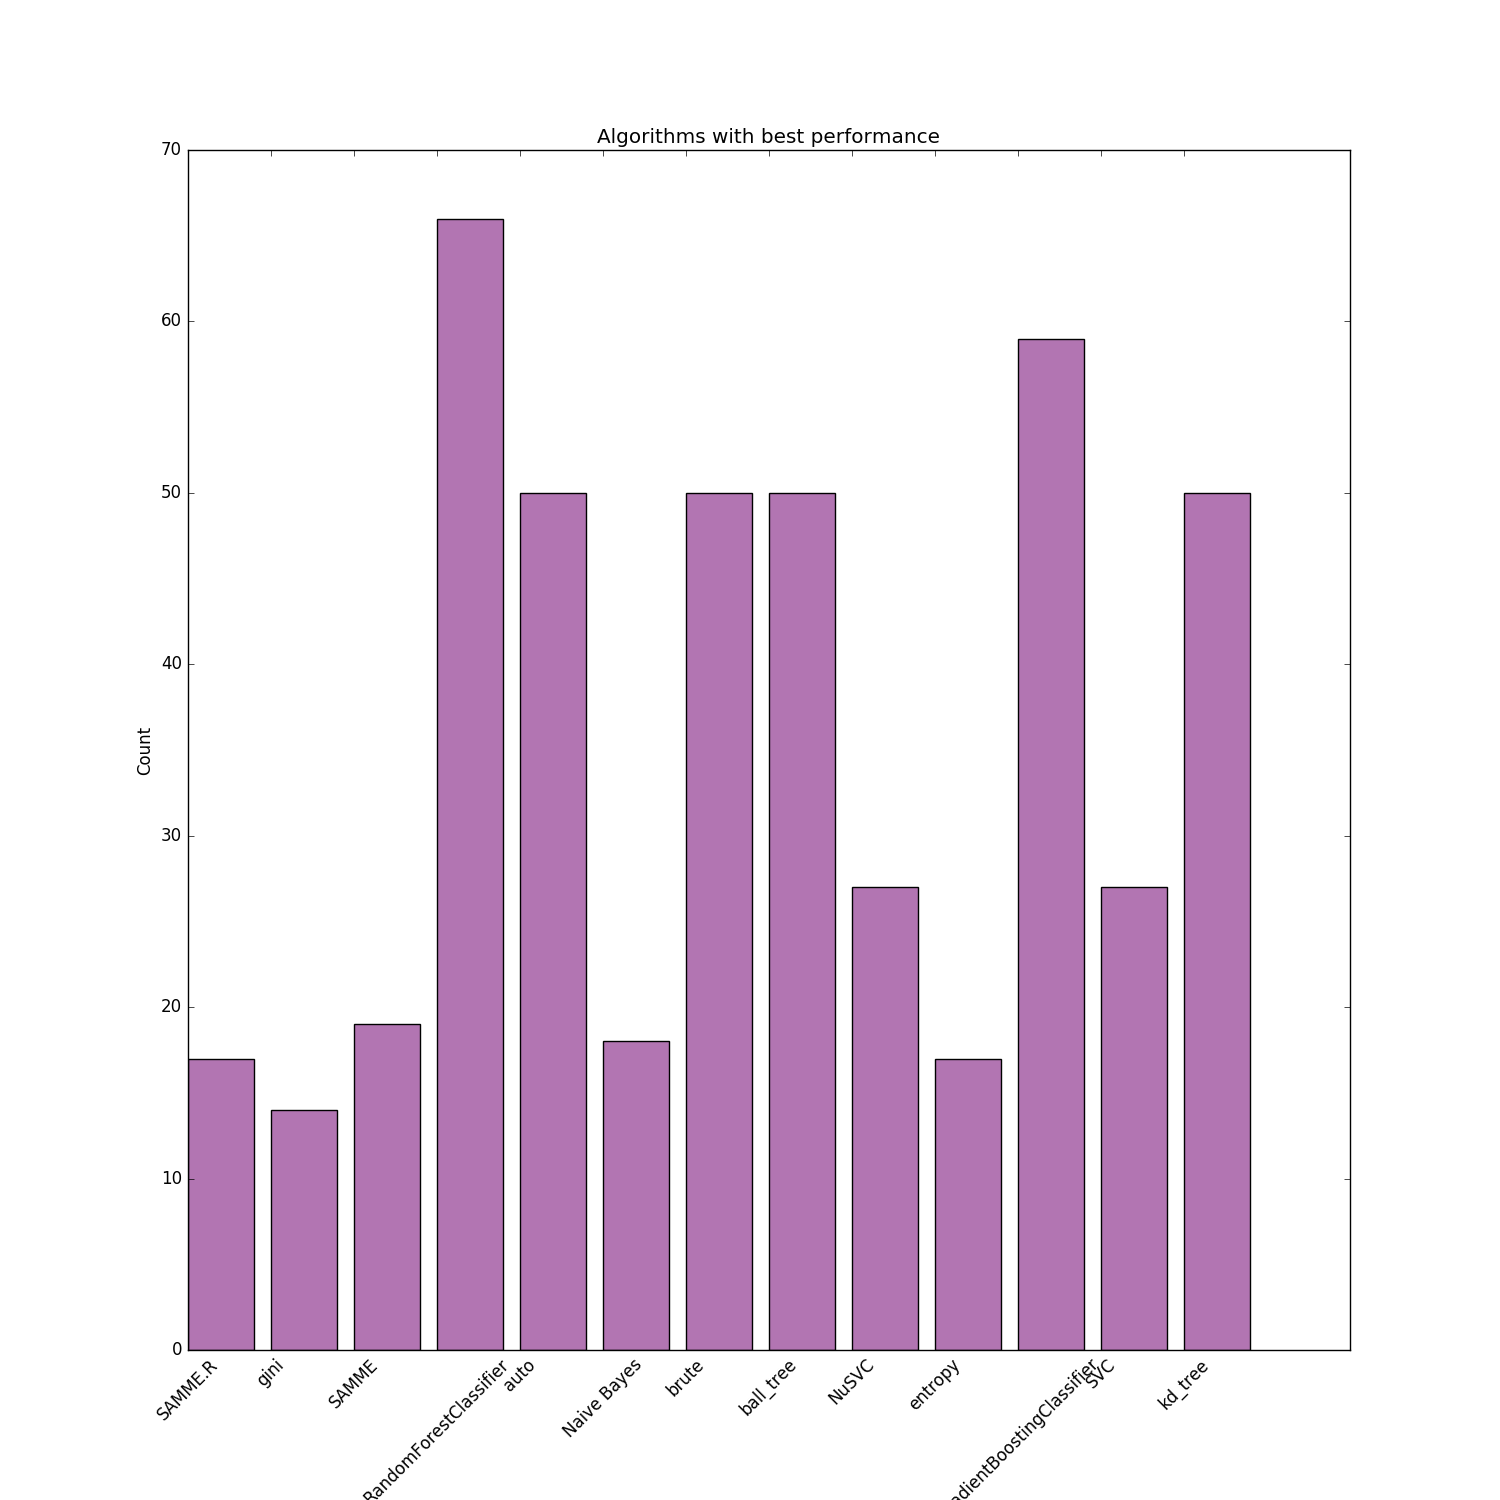 Algorithms with best performance
70
60
50
40
30
20
10
0
Count
SAMME.R
gini
SAMME
RandomForestClassifier
auto
Naive Bayes
brute
ball_tree
NuSVC
entropy
edientBoostingClassifier
SVC
kd_tree